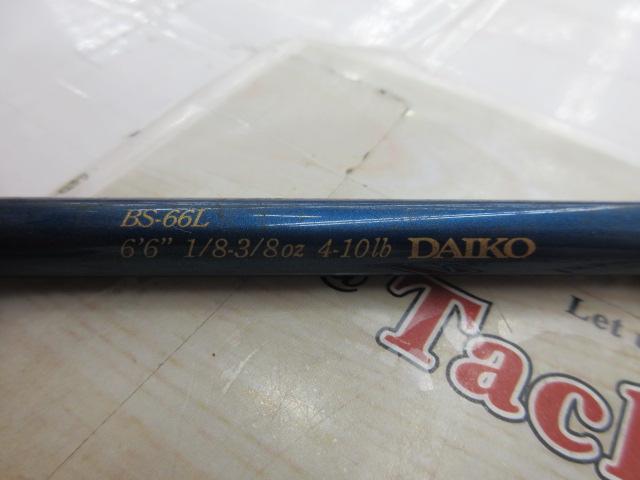 BS-66L
6'6" 1/8-3/8oz 4-10lb DAIKO
Let
Tac